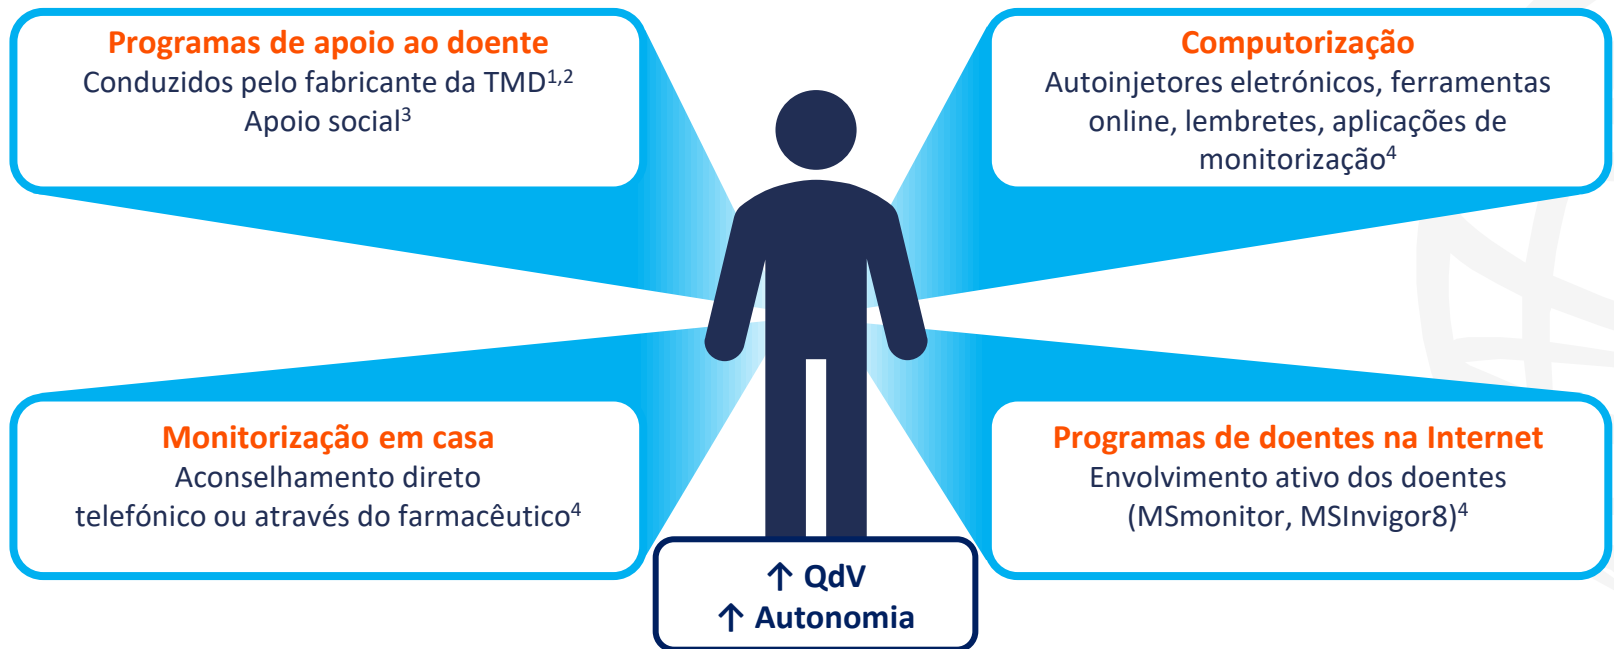 Programas de apoio ao doente
Conduzidos pelo fabricante da TMD1,2
Apoio social3
Computorização
Autoinjetores eletrónicos, ferramentas
online, lembretes, aplicações de
monitorização4
Monitorização em casa
Aconselhamento direto
telefónico ou através do farmacêutico4
Programas de doentes na Internet
Envolvimento ativo dos doentes
(MSmonitor, MSInvigor8)4
↑ QdV
↑ Autonomia